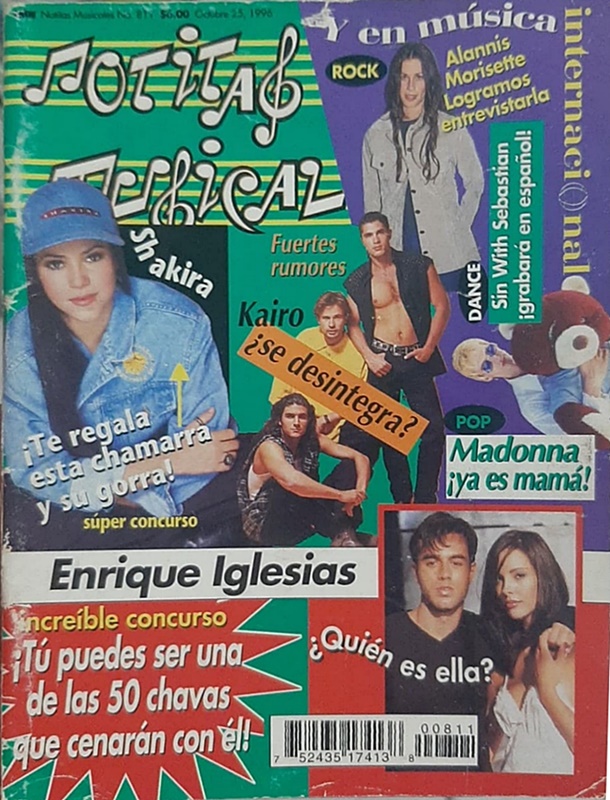 Notitas Musicales No. 811 $6.00 Octubre 15, 1996
NOTITAS
MUSICALES
Y en música
internacional
ROCK
Alannis
Morisette
Logramos
entrevistarla
DANCE
Sin With Sebastian
¡grabará en español!
POP
Madonna
¡ya es mamá!
Shakira
¡Te regala
esta chamarra
y su gorra!
súper concurso
Fuertes
rumores
Kairo
¿se desintegra?
Enrique Iglesias
increíble concurso
¡Tú puedes ser una
de las 50 chavas
que cenarán con él!
¿Quién es ella?
00811
7 52435 17413 8